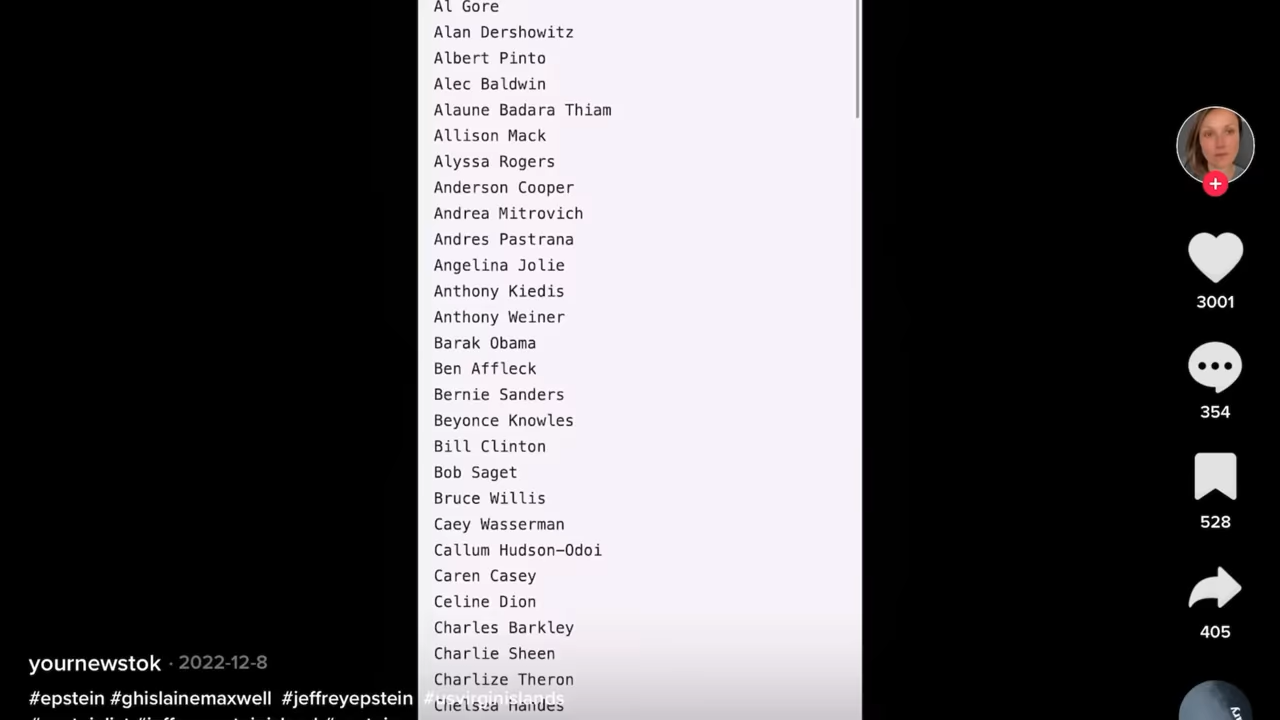 Al Gore
Alan Dershowitz
Albert Pinto
Alec Baldwin
Alaune Badara Thiam
Allison Mack
Alyssa Rogers
Anderson Cooper
Andrea Mitrovich
Andres Pastrana
Angelina Jolie
Anthony Kiedis
Anthony Weiner
Barak Obama
Ben Affleck
Bernie Sanders
Beyonce Knowles
Bill Clinton
Bob Saget
Bruce Willis
Caey Wasserman
Callum Hudson-Odoi
Caren Casey
Celine Dion
Charles Barkley
Charlie Sheen
Charlize Theron
Chelsea Handes
3001
354
528
405
yournewstok · 2022-12-8
#epstein #ghislainemaxwell #jeffreyepstein #usvirginislands